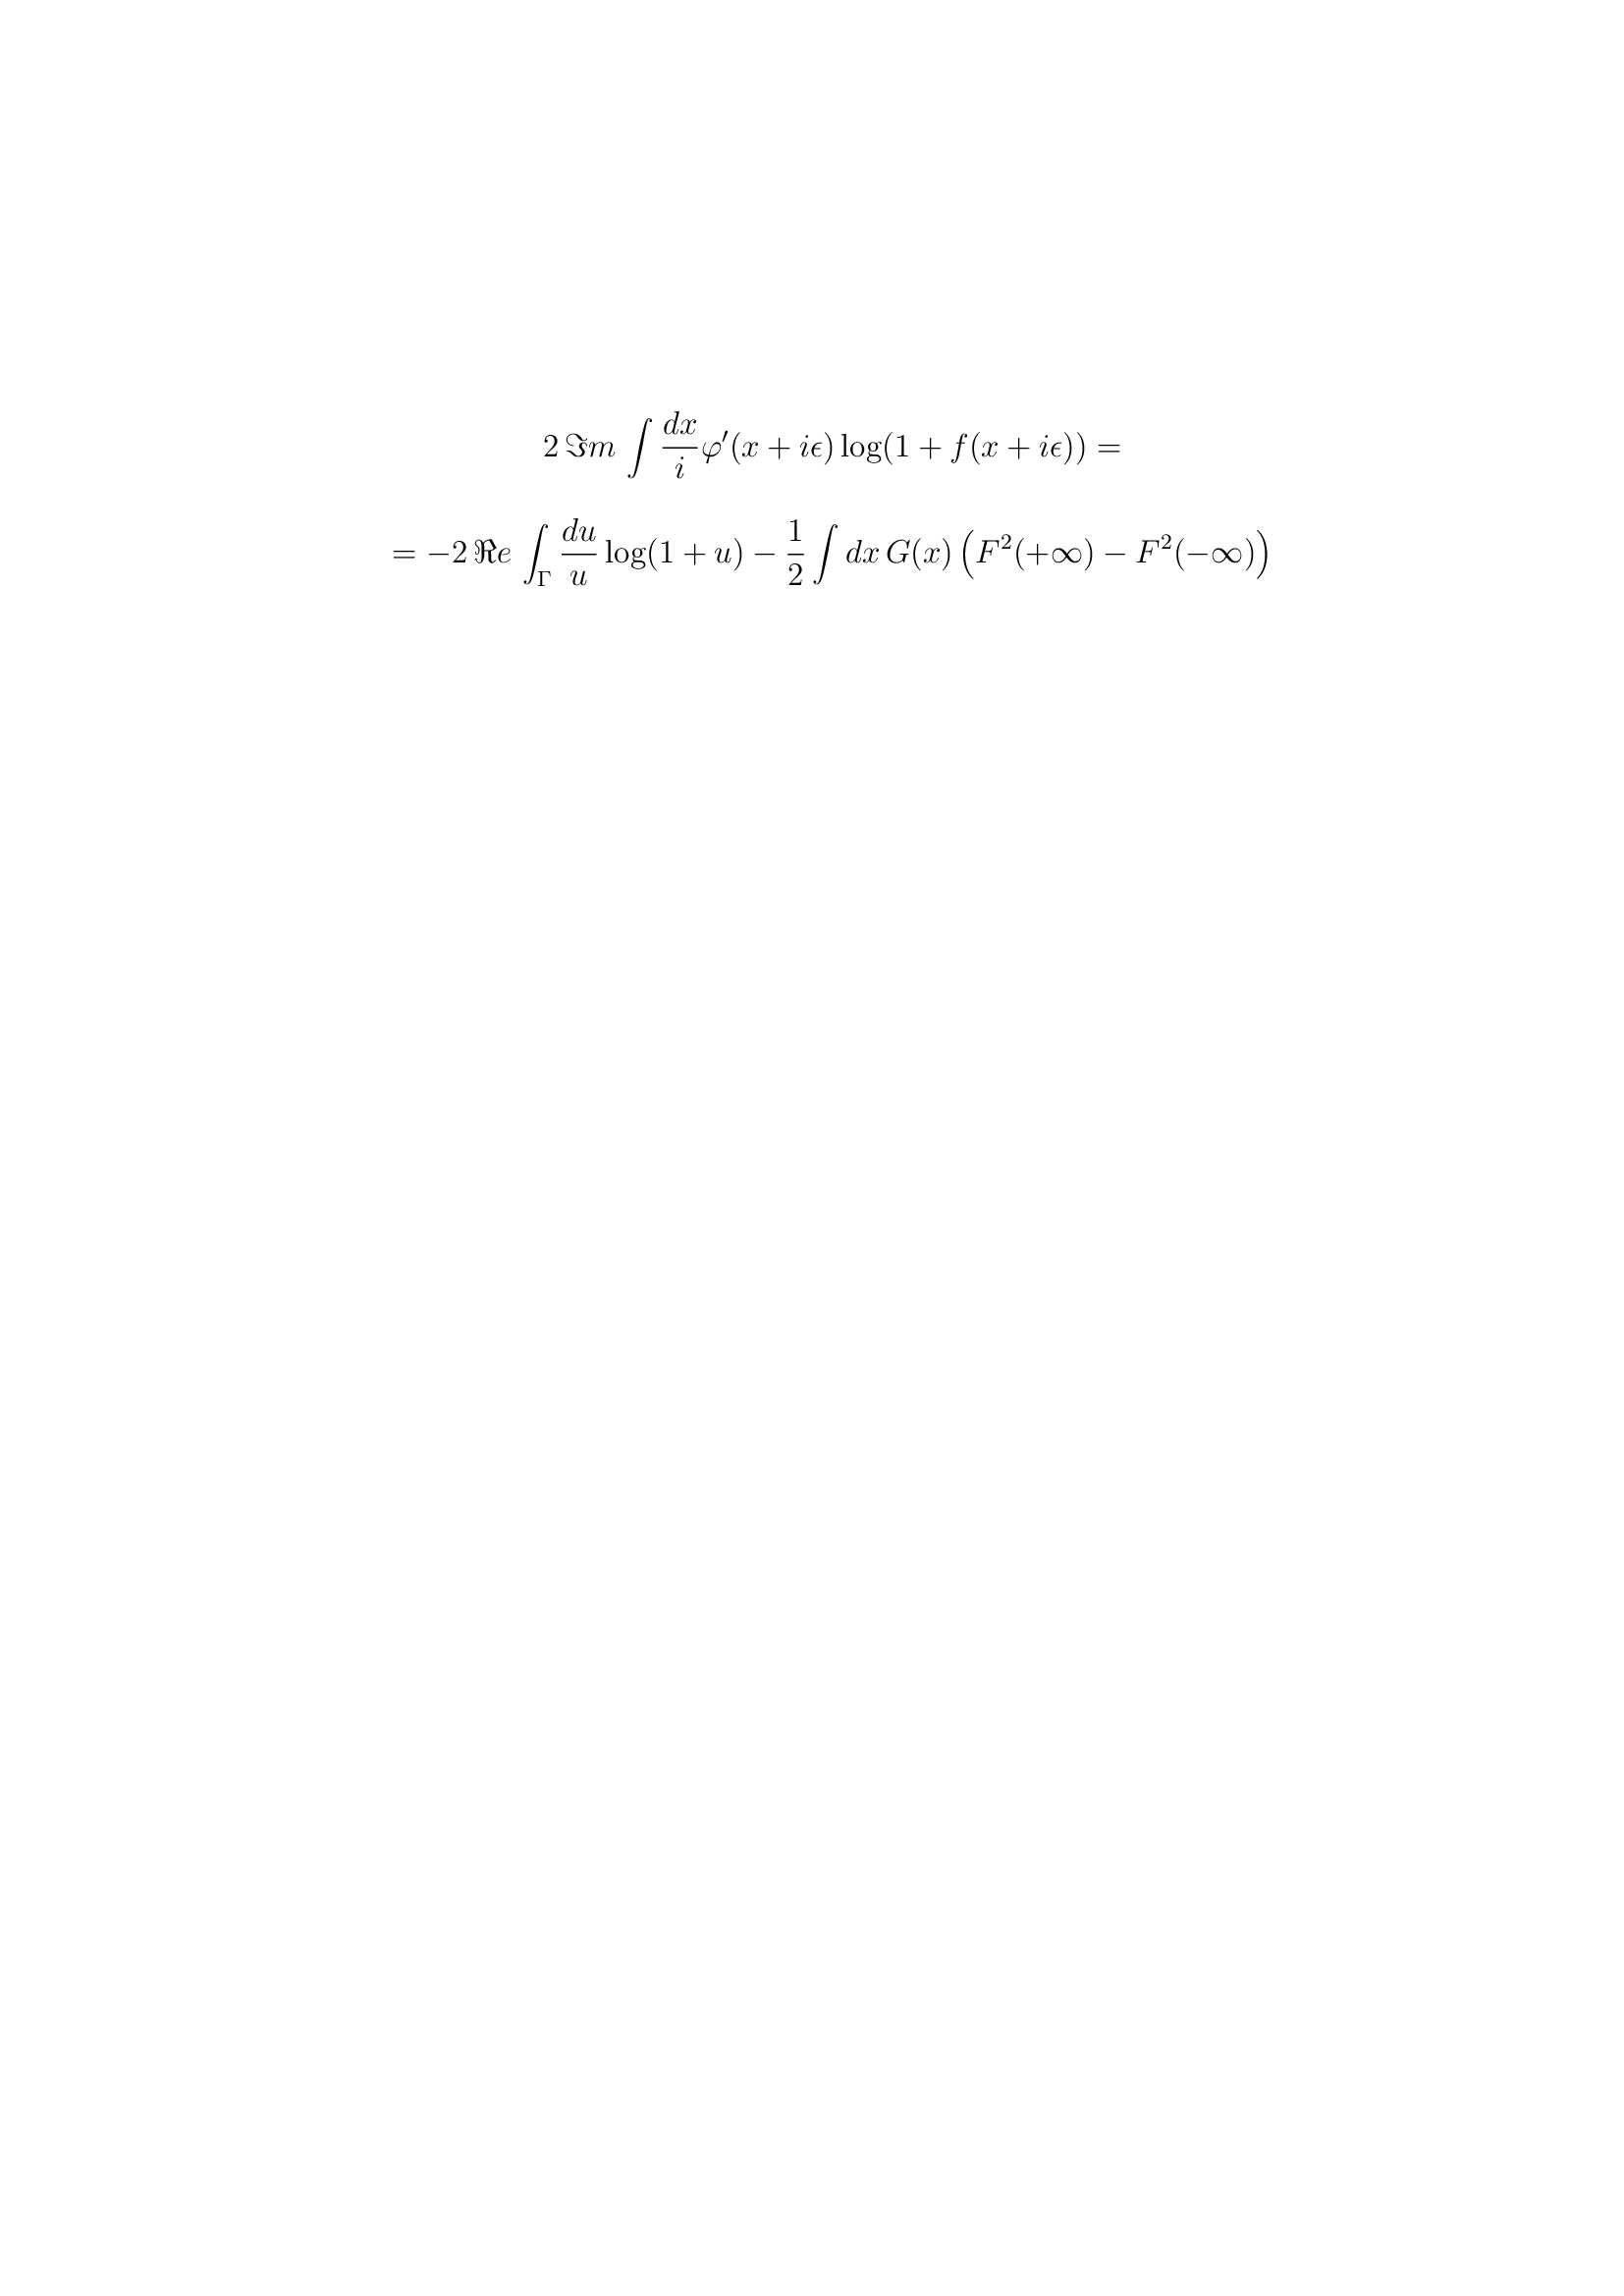 $$2\,\Im m \int \frac{dx}{i} \varphi'(x+i\epsilon) \log(1+f(x+i\epsilon)) =$$
$$= -2\,\Re e \int_{\Gamma} \frac{du}{u} \log(1+u) - \frac{1}{2} \int dx\, G(x) \left( F^2(+\infty) - F^2(-\infty) \right)$$